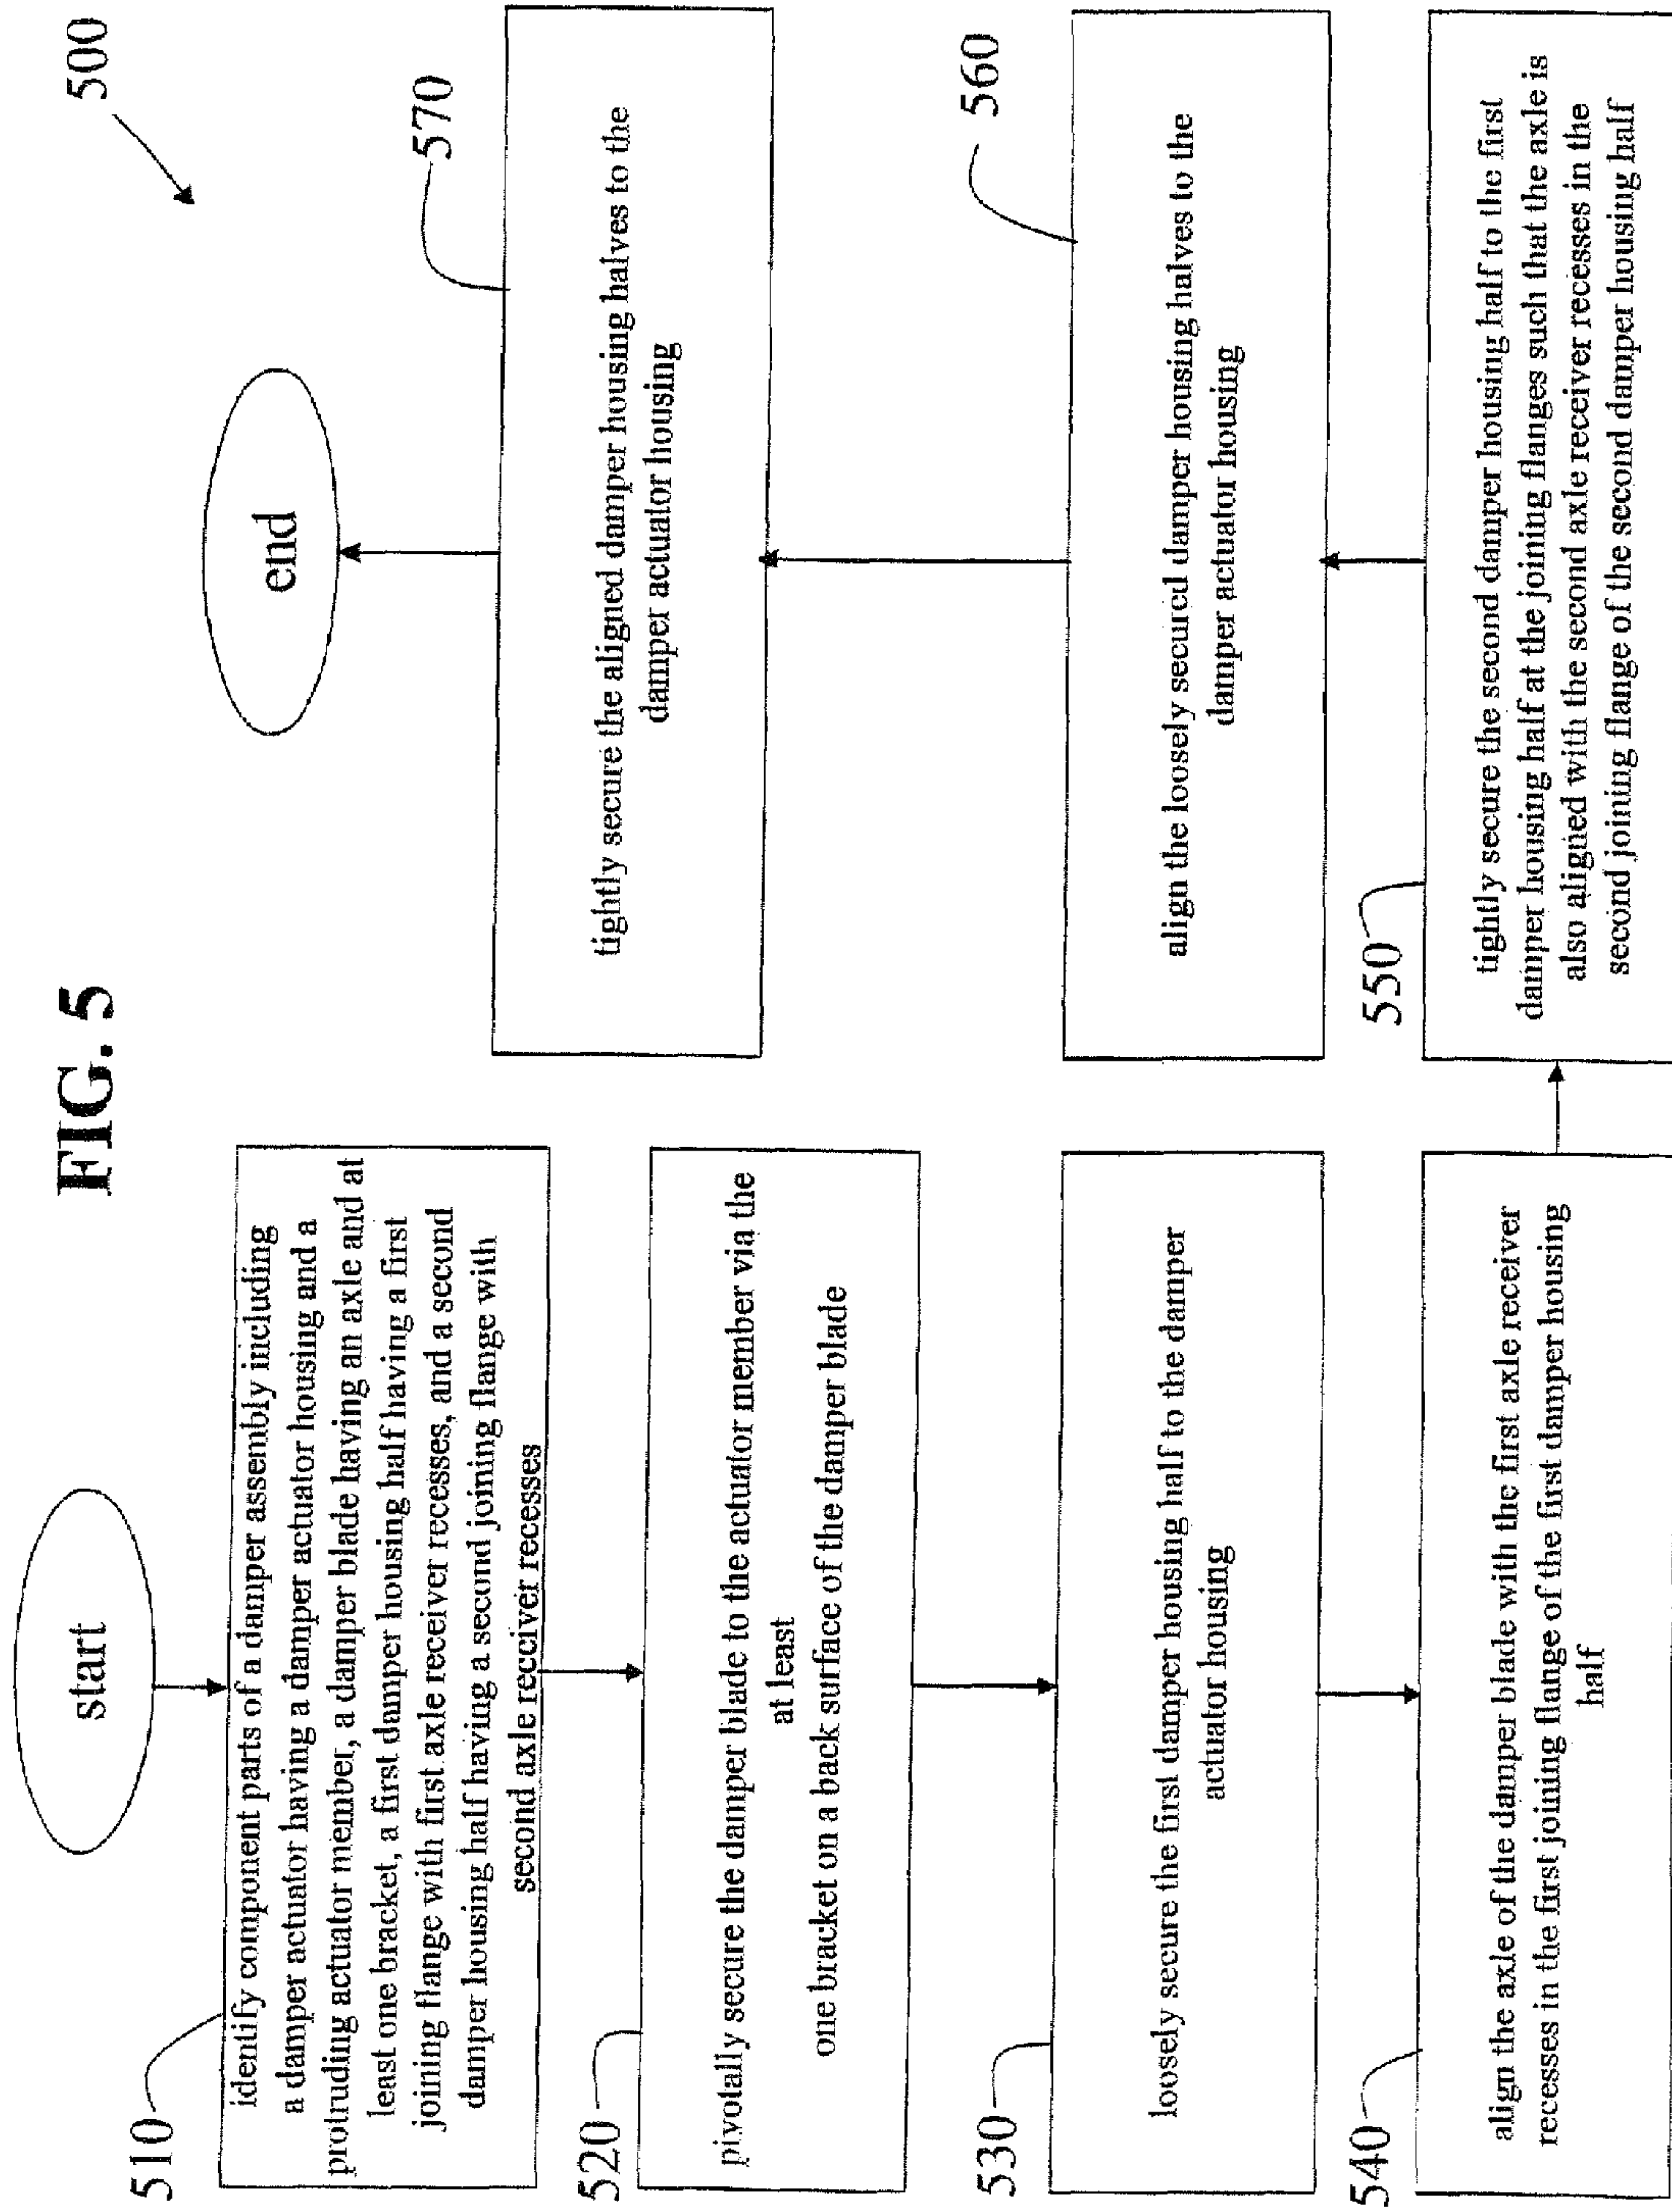 FIG. 5
500
start
510
identify component parts of a damper assembly including
a damper actuator having a damper actuator housing and a
protruding actuator member, a damper blade having an axle and at
least one bracket, a first damper housing half having a first
joining flange with first axle receiver recesses, and a second
damper housing half having a second joining flange with
second axle receiver recesses
520
pivotally secure the damper blade to the actuator member via the
at least
one bracket on a back surface of the damper blade
530
loosely secure the first damper housing half to the damper
actuator housing
540
align the axle of the damper blade with the first axle receiver
recesses in the first joining flange of the first damper housing
half
550
tightly secure the second damper housing half to the first
damper housing half at the joining flanges such that the axle is
also aligned with the second axle receiver recesses in the
second joining flange of the second damper housing half
560
align the loosely secured damper housing halves to the
damper actuator housing
570
tightly secure the aligned damper housing halves to the
damper actuator housing
end